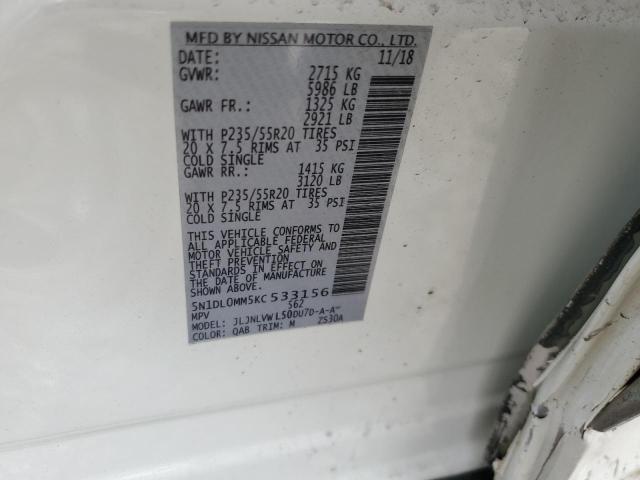 MFD BY NISSAN MOTOR CO., LTD.
DATE: 11/18
GVWR: 2715 KG
5986 LB
GAWR FR.: 1325 KG
2921 LB
WITH P235/55R20 TIRES
20 X 7.5 RIMS AT 35 PSI
COLD SINGLE
GAWR RR.: 1415 KG
3120 LB
WITH P235/55R20 TIRES
20 X 7.5 RIMS AT 35 PSI
COLD SINGLE
THIS VEHICLE CONFORMS TO
ALL APPLICABLE FEDERAL
MOTOR VEHICLE SAFETY AND
THEFT PREVENTION
STANDARDS IN EFFECT ON
THE DATE OF MANUFACTURE
SHOWN ABOVE.
5N1DL0MM5KC533156
MPV S62
MODEL: JLJNLVWL50DU7D-A-A-
COLOR: QAB TRIM: M ZS30A